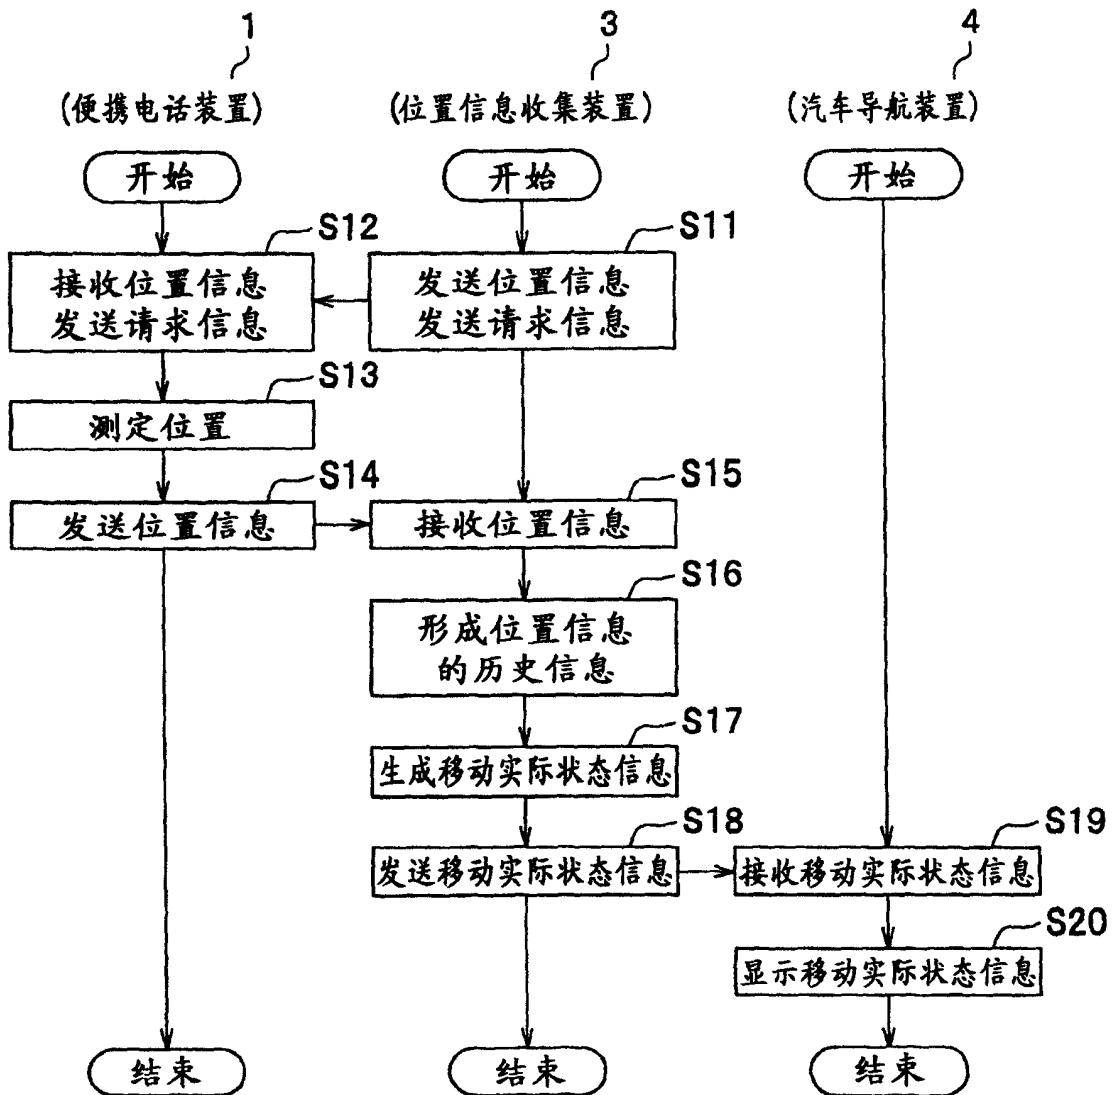 1
3
4
(便携电话装置)
(位置信息收集装置)
(汽车导航装置)
开始
开始
开始
S12
S11
接收位置信息
发送请求信息
发送位置信息
发送请求信息
S13
测定位置
S14
S15
发送位置信息
接收位置信息
S16
形成位置信息
的历史信息
S17
生成移动实际状态信息
S18
S19
发送移动实际状态信息
接收移动实际状态信息
S20
显示移动实际状态信息
结束
结束
结束